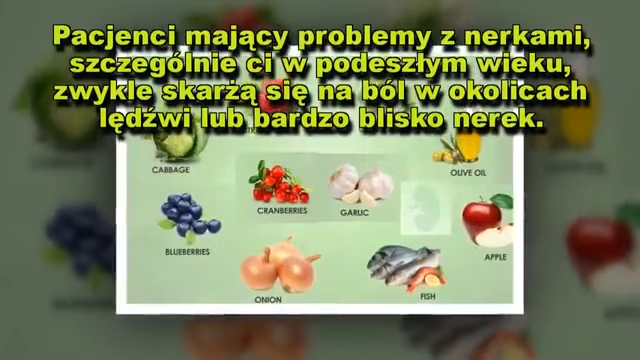 Pacjenci mający problemy z nerkami,
szczególnie ci w podeszłym wieku,
zwykle skarżą się na ból w okolicach
lędźwi lub bardzo blisko nerek.
CABBAGE
OLIVE OIL
CRANBERRIES
GARLIC
BLUEBERRIES
APPLE
ONION
FISH